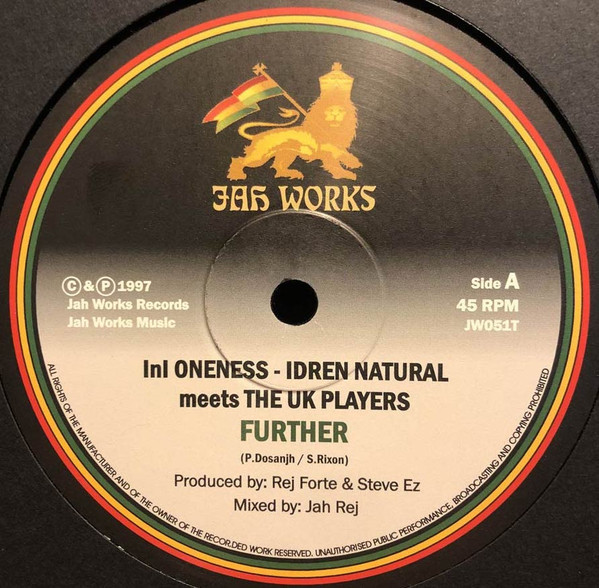 JAH WORKS
Ⓒ & Ⓟ 1997
Jah Works Records
Jah Works Music
Side A
45 RPM
JW051T
InI ONENESS - IDREN NATURAL
meets THE UK PLAYERS
FURTHER
(P.Dosanjh / S.Rixon)
Produced by: Rej Forte & Steve Ez
Mixed by: Jah Rej
ALL RIGHTS OF THE MANUFACTURER AND OF THE OWNER OF THE RECORDED WORK RESERVED. UNAUTHORISED PUBLIC PERFORMANCE, BROADCASTING AND COPYING PROHIBITED